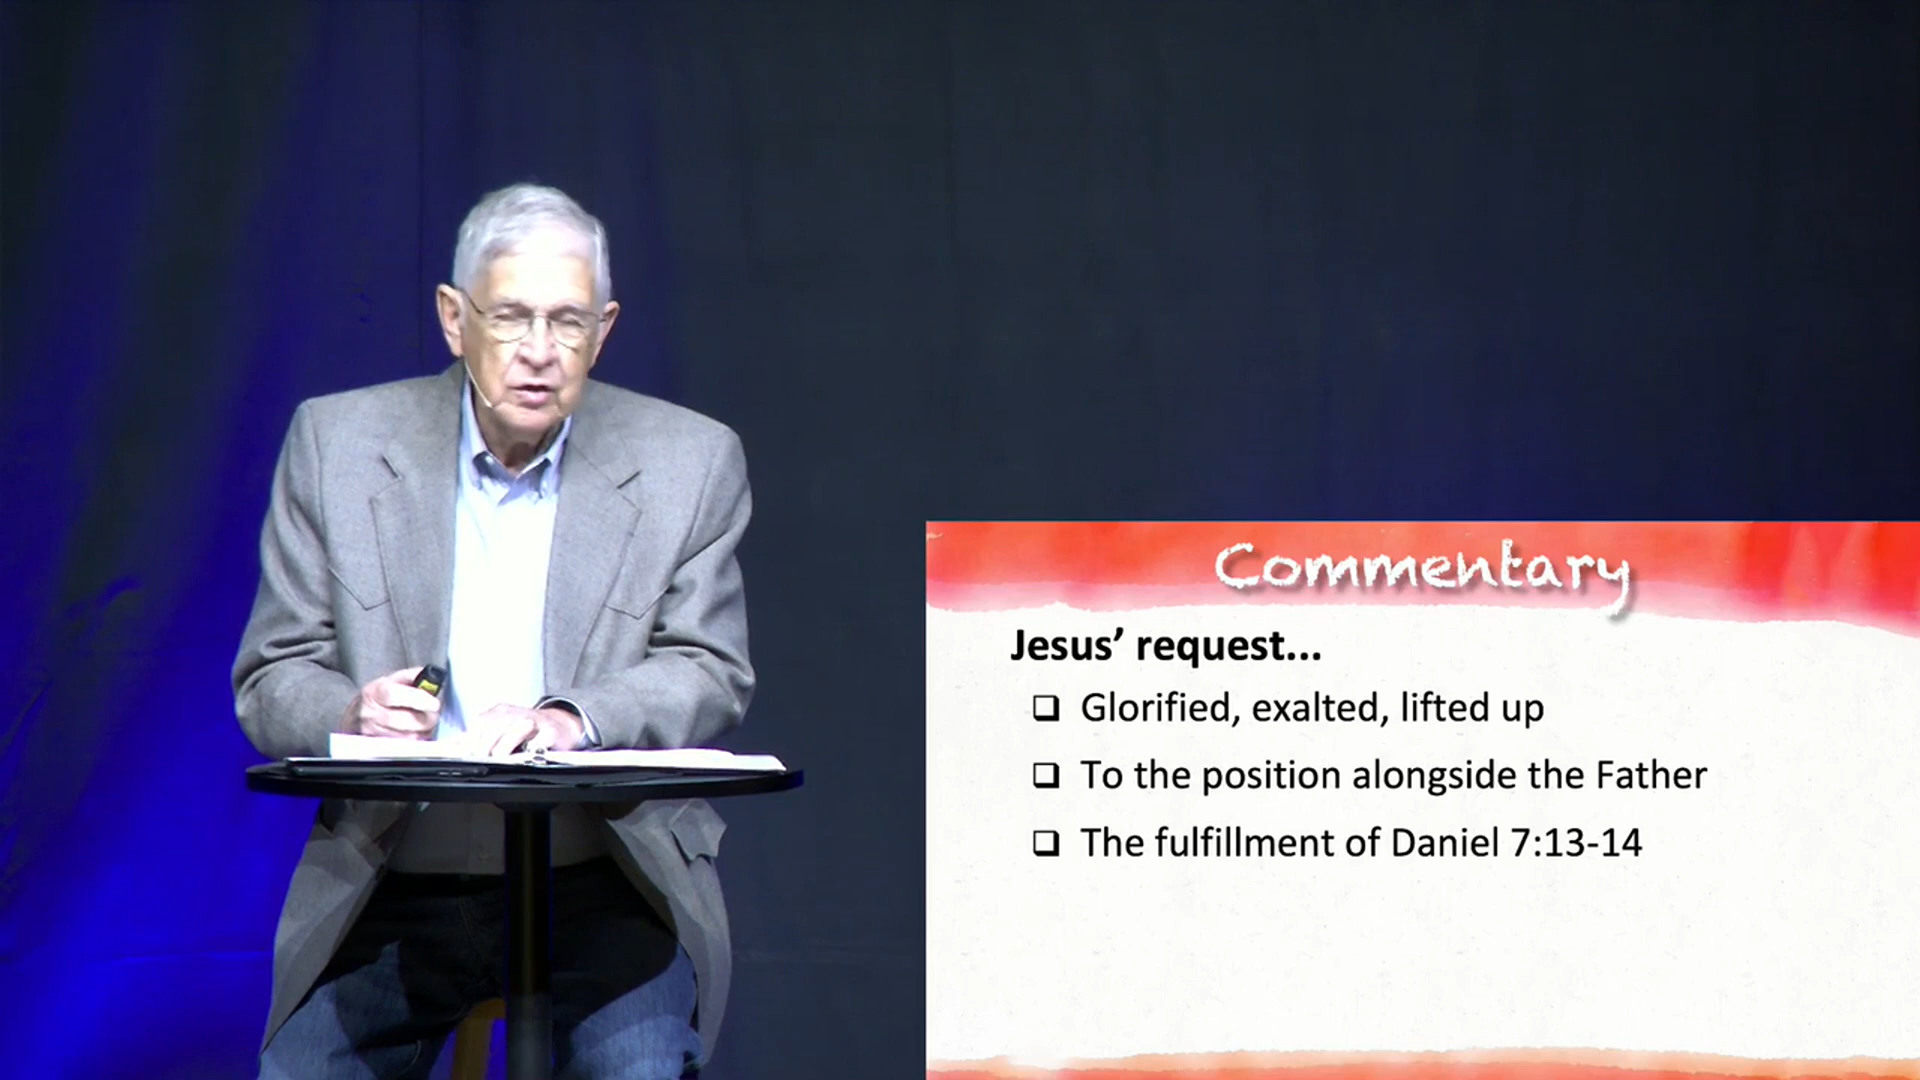 Commentary
Jesus’ request...
❑ Glorified, exalted, lifted up
❑ To the position alongside the Father
❑ The fulfillment of Daniel 7:13-14